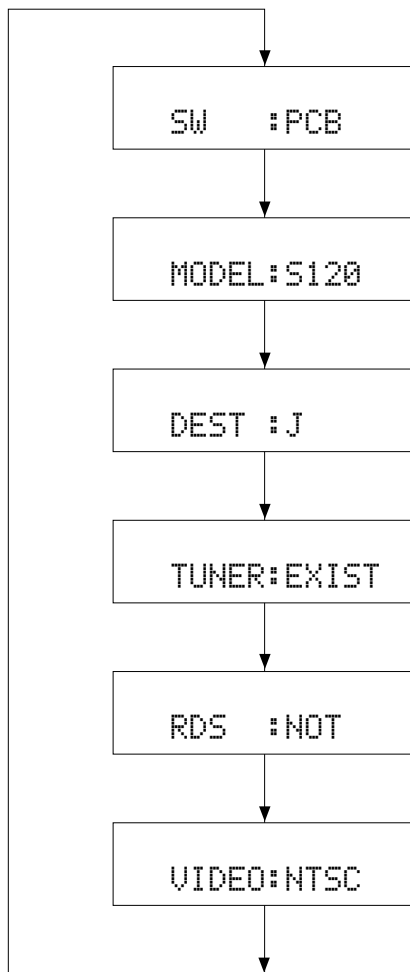 SW   :PCB
MODEL:S120
DEST :J
TUNER:EXIST
RDS  :NOT
VIDEO:NTSC